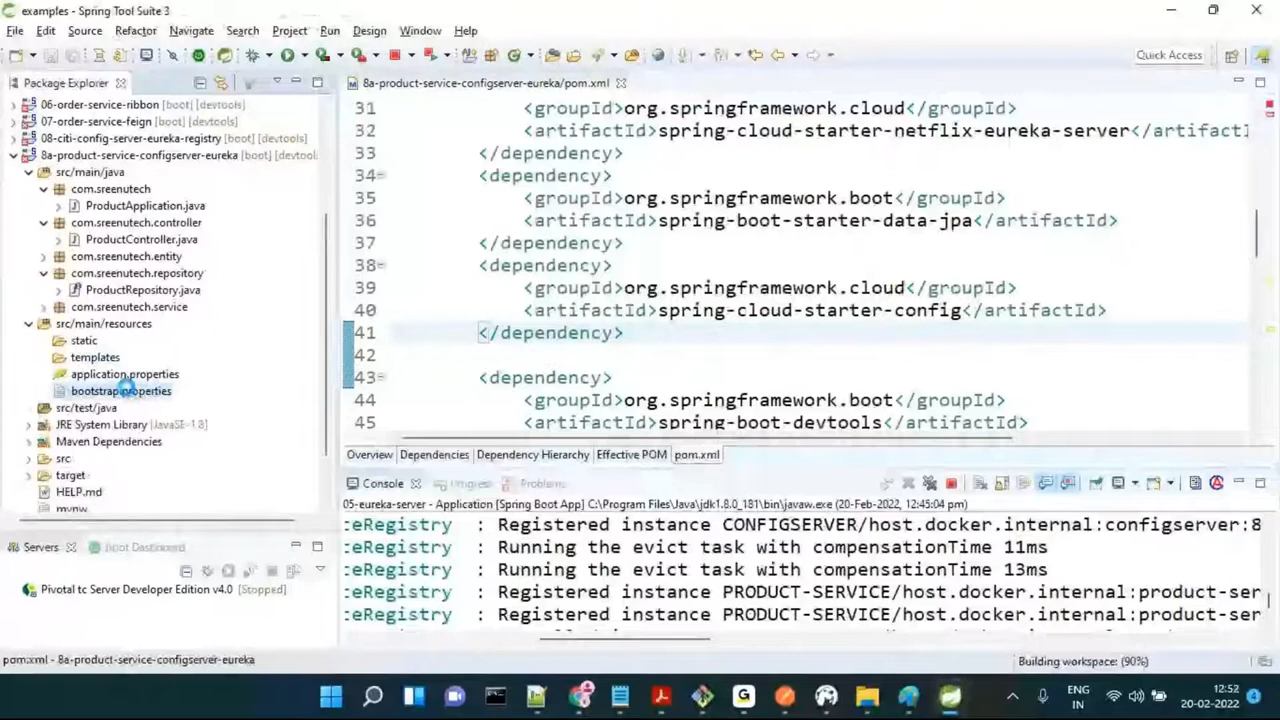 examples - Spring Tool Suite 3
File Edit Source Refactor Navigate Search Project Run Design Window Help
Quick Access
Package Explorer
8a-product-service-configserver-eureka/pom.xml
06-order-service-ribbon [boot] [devtools]
07-order-service-feign [boot] [devtools]
08-citi-config-server-eureka-registry [boot] [devtools]
8a-product-service-configserver-eureka [boot] [devtools
src/main/java
com.sreenutech
ProductApplication.java
com.sreenutech.controller
ProductController.java
com.sreenutech.entity
com.sreenutech.repository
ProductRepository.java
com.sreenutech.service
src/main/resources
static
templates
application.properties
bootstrap.properties
src/test/java
JRE System Library [JavaSE-1.8]
Maven Dependencies
src
target
HELP.md
mvnw
31 <groupId>org.springframework.cloud</groupId>
32 <artifactId>spring-cloud-starter-netflix-eureka-server</artifactI
33 </dependency>
34 <dependency>
35 <groupId>org.springframework.boot</groupId>
36 <artifactId>spring-boot-starter-data-jpa</artifactId>
37 </dependency>
38 <dependency>
39 <groupId>org.springframework.cloud</groupId>
40 <artifactId>spring-cloud-starter-config</artifactId>
41 </dependency>
42
43 <dependency>
44 <groupId>org.springframework.boot</groupId>
45 <artifactId>spring-boot-devtools</artifactId>
Overview Dependencies Dependency Hierarchy Effective POM pom.xml
Console Progress Problems
05-eureka-server - Application [Spring Boot App] C:\Program Files\Java\jdk1.8.0_181\bin\javaw.exe (20-Feb-2022, 12:45:04 pm)
ceRegistry : Registered instance CONFIGSERVER/host.docker.internal:configserver:8
ceRegistry : Running the evict task with compensationTime 11ms
ceRegistry : Running the evict task with compensationTime 13ms
ceRegistry : Registered instance PRODUCT-SERVICE/host.docker.internal:product-ser
ceRegistry : Registered instance PRODUCT-SERVICE/host.docker.internal:product-ser
Servers Boot Dashboard
Pivotal tc Server Developer Edition v4.0 [Stopped]
pom.xml - 8a-product-service-configserver-eureka
Building workspace: (90%)
ENG
IN
12:52
20-02-2022